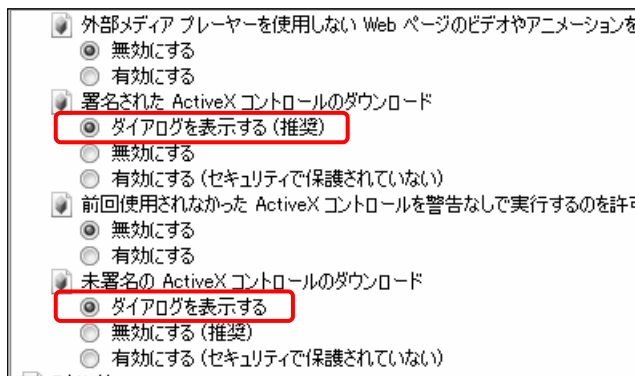 外部メディア プレーヤーを使用しない Web ページのビデオやアニメーションを
無効にする
有効にする
署名された ActiveX コントロールのダウンロード
ダイアログを表示する (推奨)
無効にする
有効にする (セキュリティで保護されていない)
前回使用されなかった ActiveX コントロールを警告なしで実行するのを許可
無効にする
有効にする
未署名の ActiveX コントロールのダウンロード
ダイアログを表示する
無効にする (推奨)
有効にする (セキュリティで保護されていない)